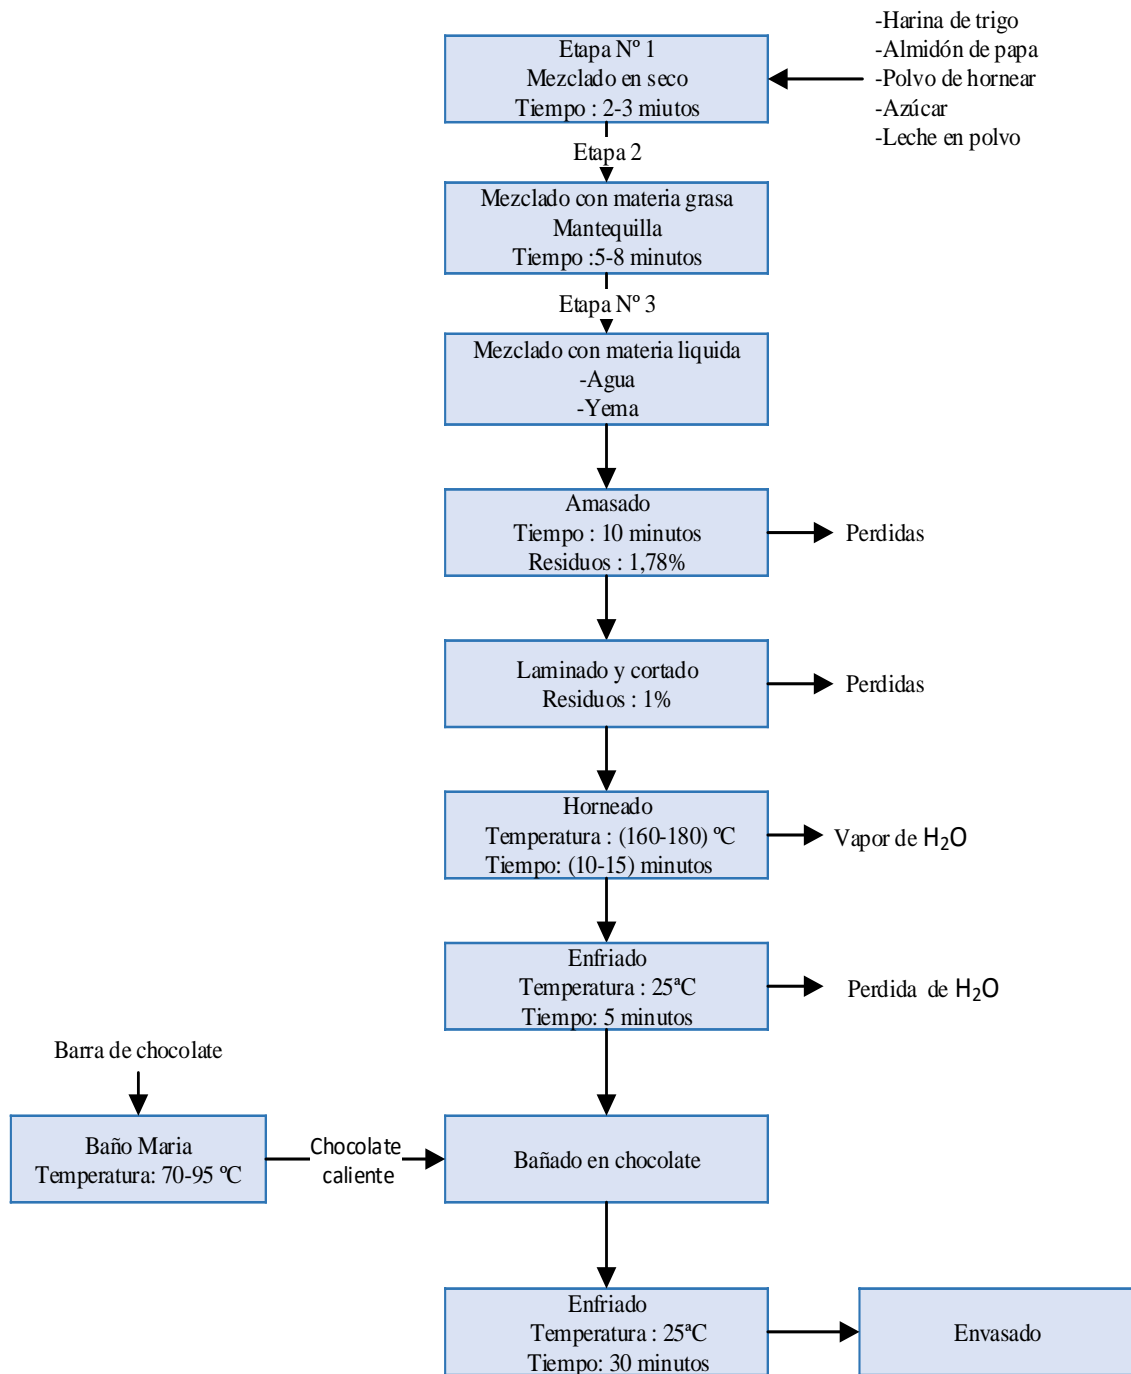 Etapa Nº 1
Mezclado en seco
Tiempo : 2-3 miutos
-Harina de trigo
-Almidón de papa
-Polvo de hornear
-Azúcar
-Leche en polvo
Etapa 2
Mezclado con materia grasa
Mantequilla
Tiempo :5-8 minutos
Etapa Nº 3
Mezclado con materia liquida
-Agua
-Yema
Amasado
Tiempo : 10 minutos
Residuos : 1,78%
Perdidas
Laminado y cortado
Residuos : 1%
Perdidas
Horneado
Temperatura : (160-180) ºC
Tiempo: (10-15) minutos
Vapor de H₂O
Enfriado
Temperatura : 25ªC
Tiempo: 5 minutos
Perdida de H₂O
Barra de chocolate
Baño Maria
Temperatura: 70-95 ºC
Chocolate
caliente
Bañado en chocolate
Enfriado
Temperatura : 25ªC
Tiempo: 30 minutos
Envasado